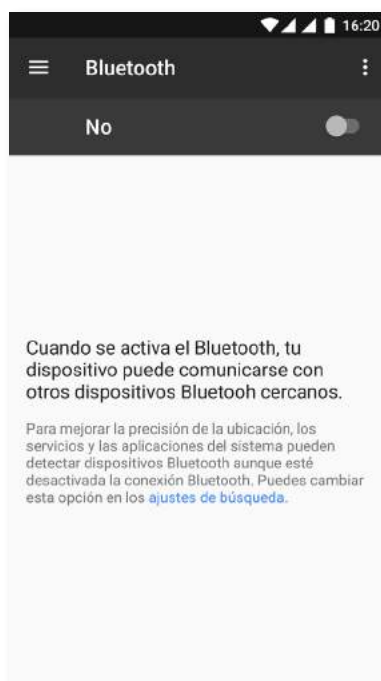 16:20
Bluetooth
No
Cuando se activa el Bluetooth, tu
dispositivo puede comunicarse con
otros dispositivos Bluetooh cercanos.
Para mejorar la precisión de la ubicación, los
servicios y las aplicaciones del sistema pueden
detectar dispositivos Bluetooth aunque esté
desactivada la conexión Bluetooth. Puedes cambiar
esta opción en los ajustes de búsqueda.